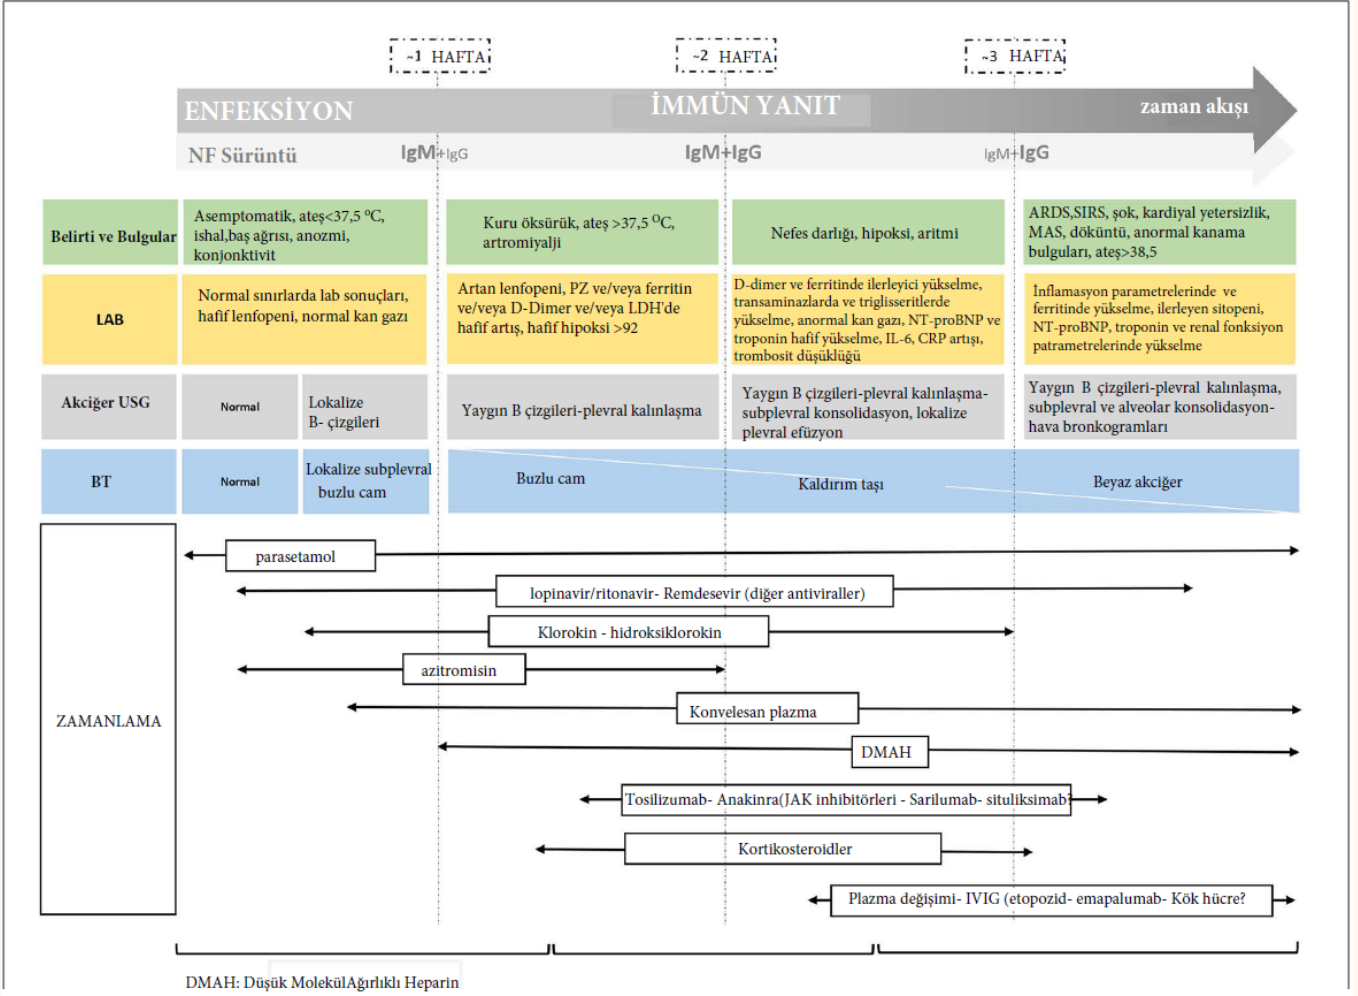 ~1 HAFTA
~2 HAFTA
~3 HAFTA
ENFEKSİYON
İMMÜN YANIT
zaman akışı
NF Sürüntü
IgM+IgG
IgM+IgG
IgM+IgG
Belirti ve Bulgular
Asemptomatik, ateş<37,5 ⁰C,
ishal,baş ağrısı, anozmi,
konjonktivit
Kuru öksürük, ateş >37,5 ᴼC,
artromiyalji
Nefes darlığı, hipoksi, aritmi
ARDS,SIRS, şok, kardiyal yetersizlik,
MAS, döküntü, anormal kanama
bulguları, ateş>38,5
LAB
Normal sınırlarda lab sonuçları,
hafif lenfopeni, normal kan gazı
Artan lenfopeni, PZ ve/veya ferritin
ve/veya D-Dimer ve/veya LDH'de
hafif artış, hafif hipoksi >92
D-dimer ve ferritinde ilerleyici yükselme,
transaminazlarda ve triglisseritlerde
yükselme, anormal kan gazı, NT-proBNP ve
troponin hafif yükselme, IL-6, CRP artışı,
trombosit düşüklüğü
Inflamasyon parametrelerinde ve
ferritinde yükselme, ilerleyen sitopeni,
NT-proBNP, troponin ve renal fonksiyon
patrametrelerinde yükselme
Akciğer USG
Normal
Lokalize
B- çizgileri
Yaygın B çizgileri-plevral kalınlaşma
Yaygın B çizgileri-plevral kalınlaşma-
subplevral konsolidasyon, lokalize
plevral efüzyon
Yaygın B çizgileri-plevral kalınlaşma,
subplevral ve alveolar konsolidasyon-
hava bronkogramları
BT
Normal
Lokalize subplevral
buzlu cam
Buzlu cam
Kaldırım taşı
Beyaz akciğer
ZAMANLAMA
parasetamol
lopinavir/ritonavir- Remdesevir (diğer antiviraller)
Klorokin - hidroksiklorokin
azitromisin
Konvelesan plazma
DMAH
Tosilizumab- Anakinra(JAK inhibitörleri - Sarilumab- situliksimab?
Kortikosteroidler
Plazma değişimi- IVIG (etopozid- emapalumab- Kök hücre?
DMAH: Düşük MolekülAğırlıklı Heparin